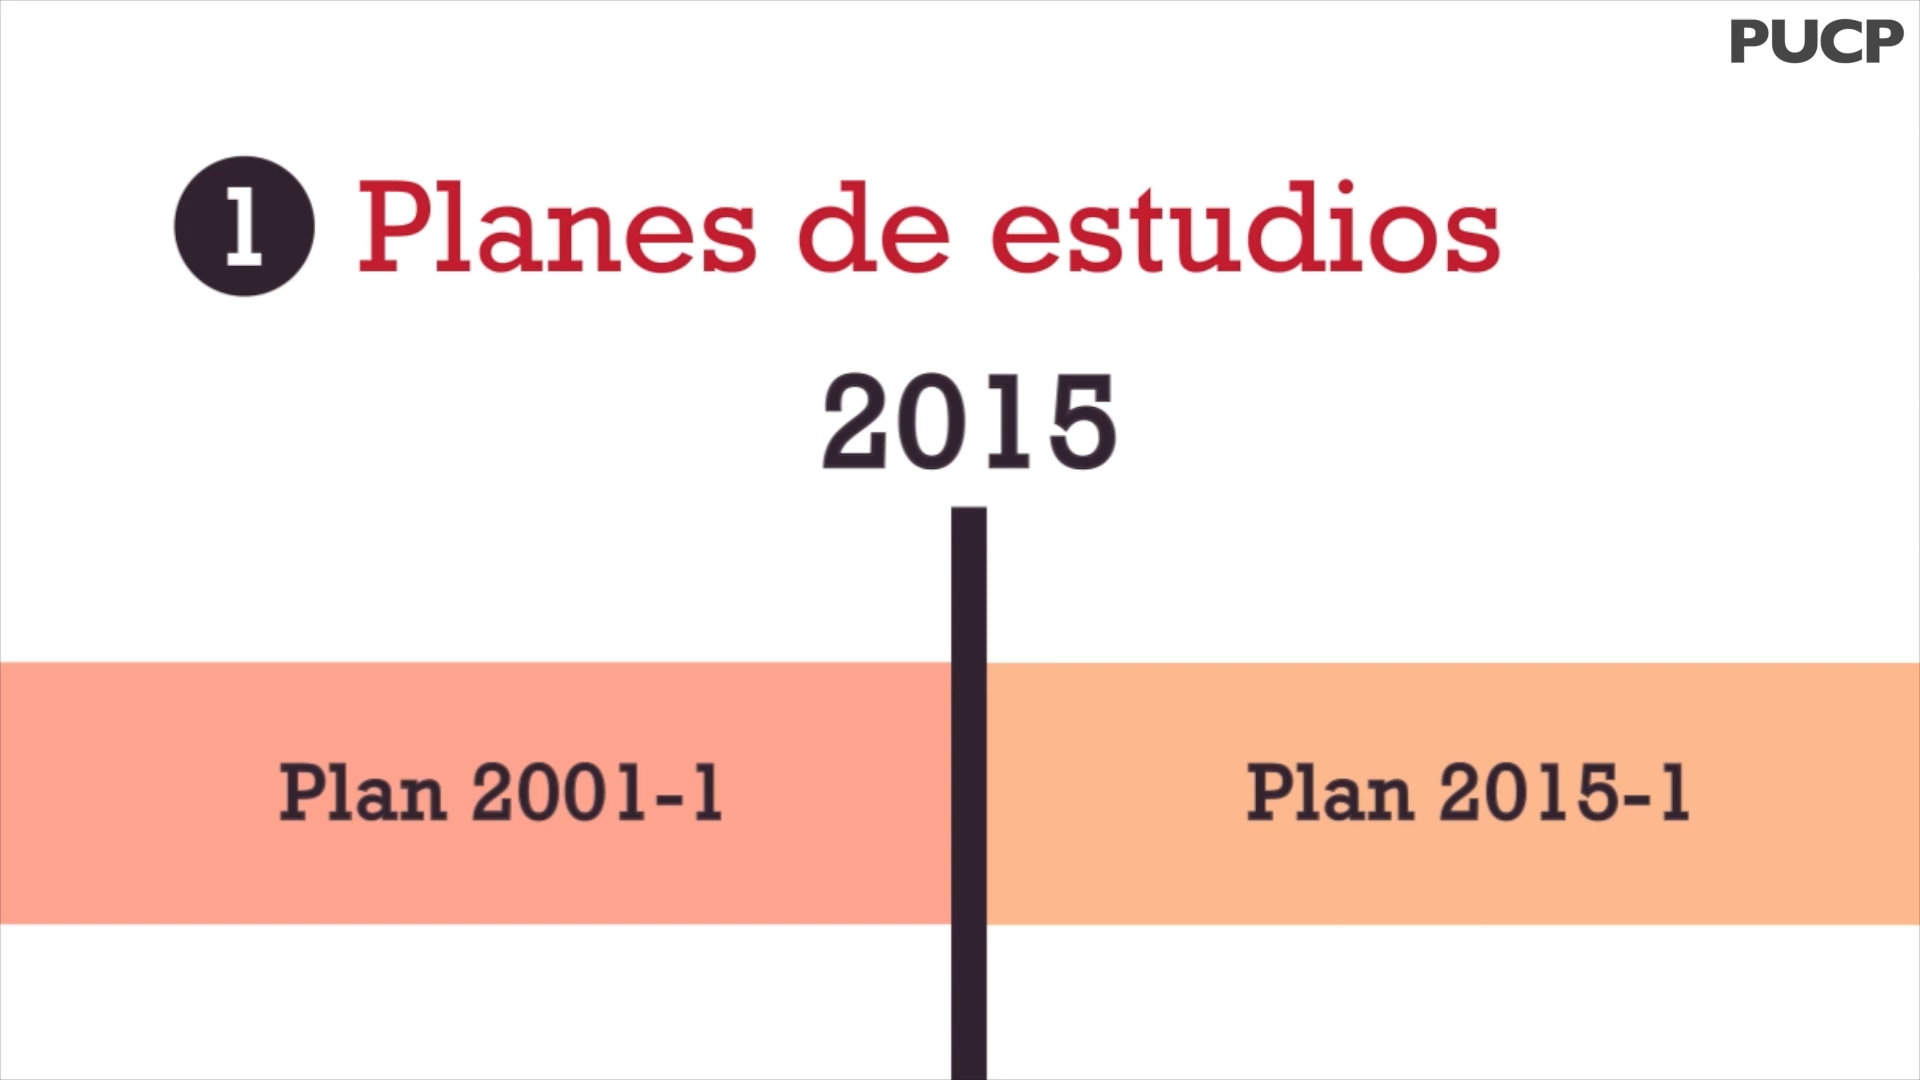 PUCP
1 Planes de estudios
2015
Plan 2001-1
Plan 2015-1